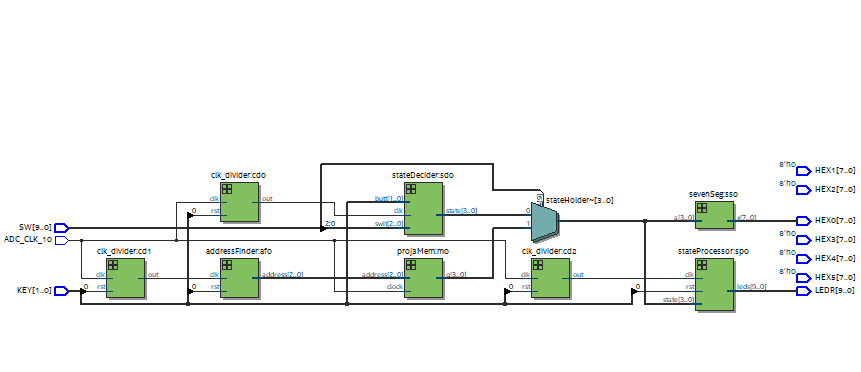 8'h0
HEX1[7..0]
8'h0
HEX2[7..0]
clk_divider:cd0
stateDecider:sd0
clk
out
rst
0
butt[1..0]
clk
swit[2..0]
state[3..0]
2:0
stateHolder~[3..0]
0
1
sevenSeg:ss0
a[3..0]
x[7..0]
HEX0[7..0]
SW[9..0]
ADC_CLK_10
8'h0
HEX3[7..0]
clk_divider:cd1
addressFinder:af0
projaMem:m0
clk_divider:cd2
stateProcessor:sp0
8'h0
HEX4[7..0]
clk
out
rst
0
clk
address[2..0]
rst
0
address[2..0]
q[3..0]
clock
clk
out
rst
0
clk
rst
0
state[3..0]
leds[9..0]
8'h0
HEX5[7..0]
KEY[1..0]
LEDR[9..0]